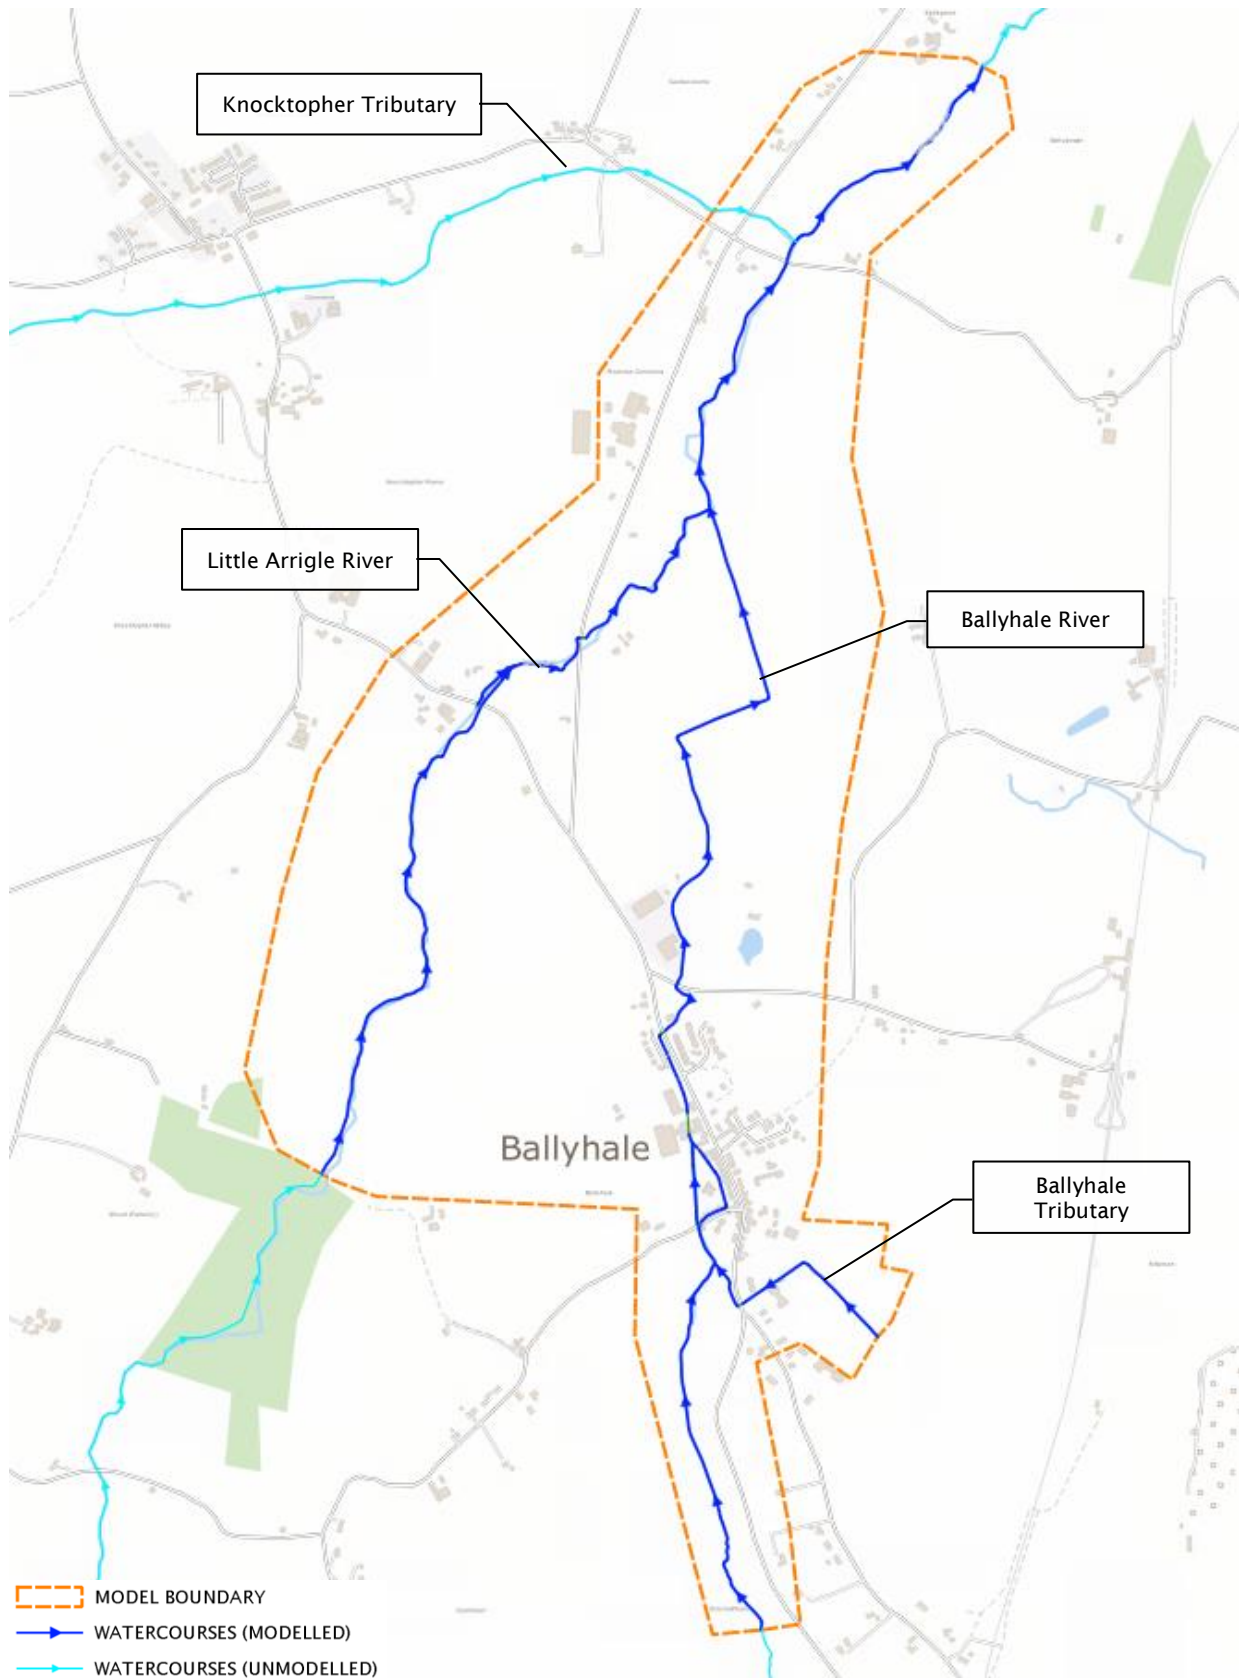 Knocktopher Tributary
Little Arrigle River
Ballyhale River
Ballyhale
Ballyhale
Tributary
MODEL BOUNDARY
WATERCOURSES (MODELLED)
WATERCOURSES (UNMODELLED)